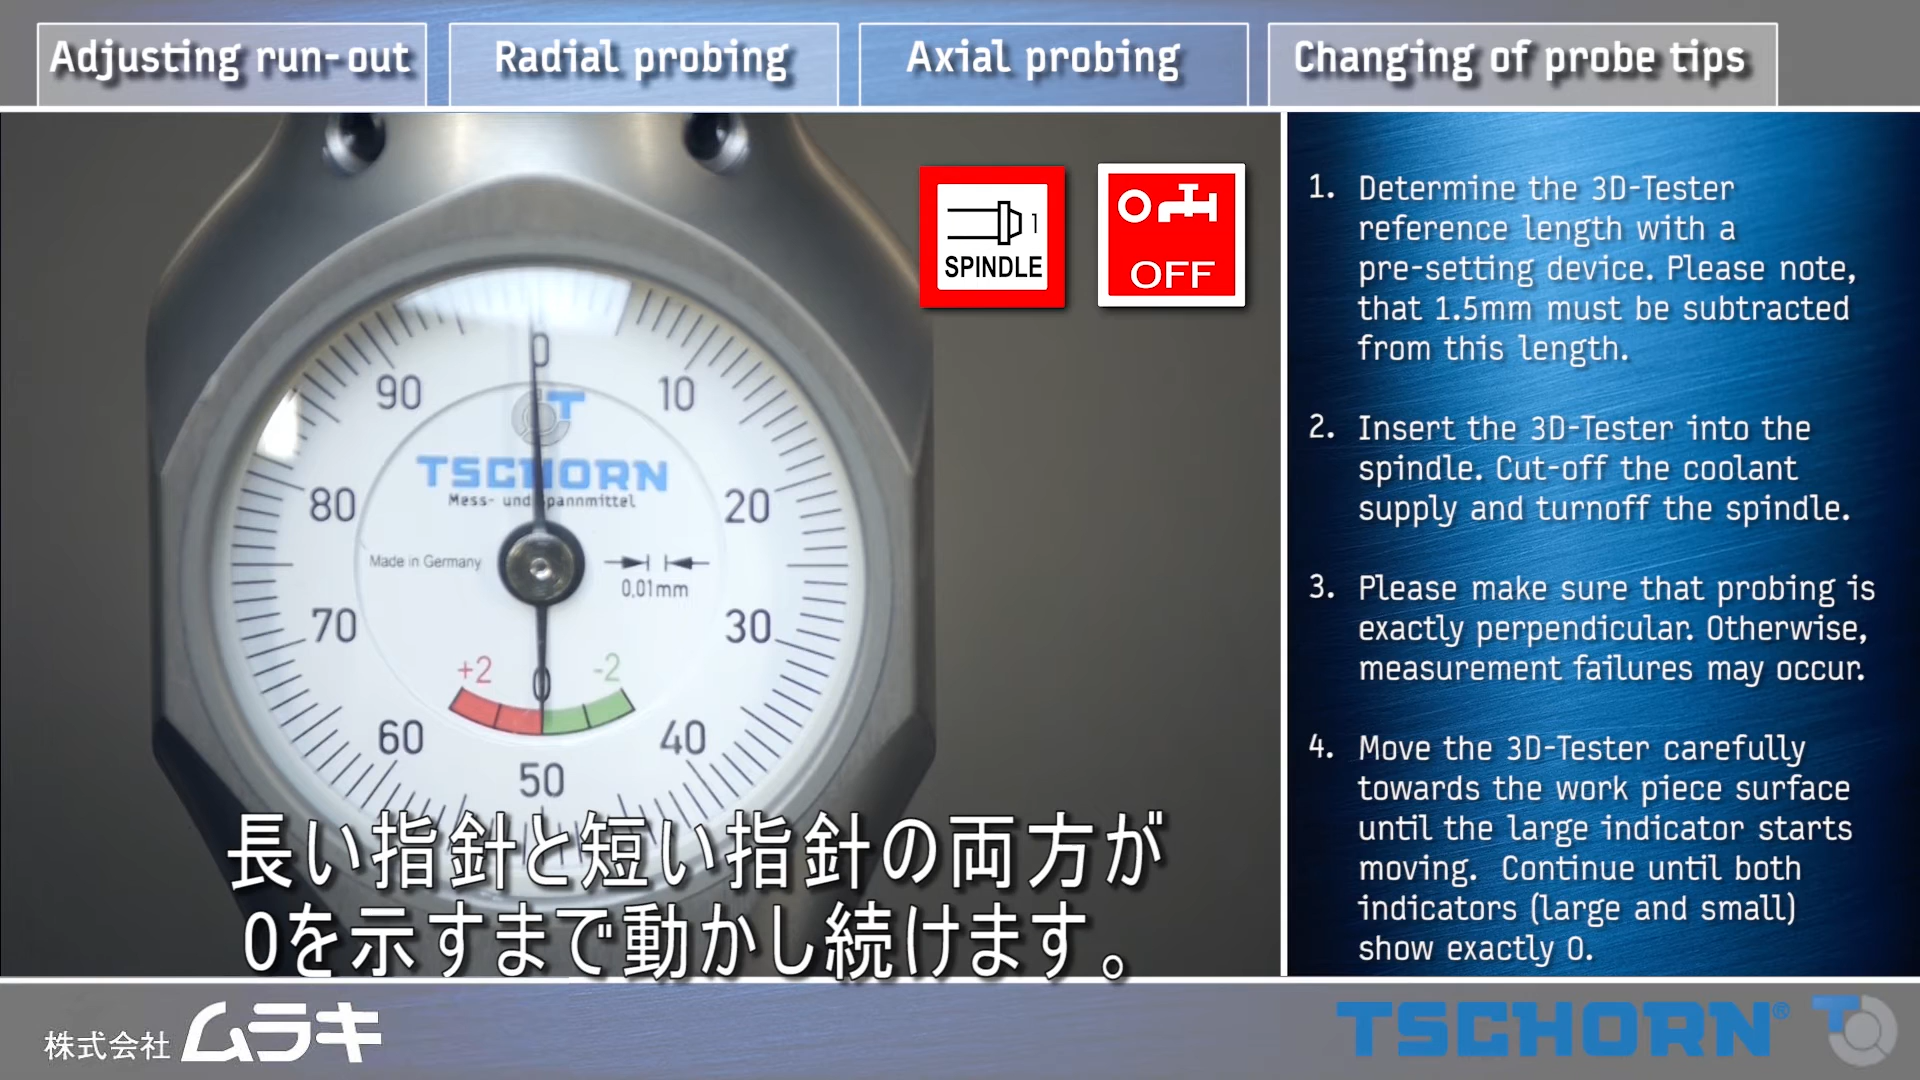 Adjusting run-out
Radial probing
Axial probing
Changing of probe tips
1
SPINDLE
OFF
0
90
10
T
TSCHORN
Mess- und Spannmittel
80
20
Made in Germany
0,01mm
70
30
+2
-2
0
60
40
50
長い指針と短い指針の両方が
0を示すまで動かし続けます。
1. Determine the 3D-Tester
reference length with a
pre-setting device. Please note,
that 1.5mm must be subtracted
from this length.
2. Insert the 3D-Tester into the
spindle. Cut-off the coolant
supply and turnoff the spindle.
3. Please make sure that probing is
exactly perpendicular. Otherwise,
measurement failures may occur.
4. Move the 3D-Tester carefully
towards the work piece surface
until the large indicator starts
moving. Continue until both
indicators (large and small)
show exactly 0.
株式会社 ムラキ
TSCHORN®
T